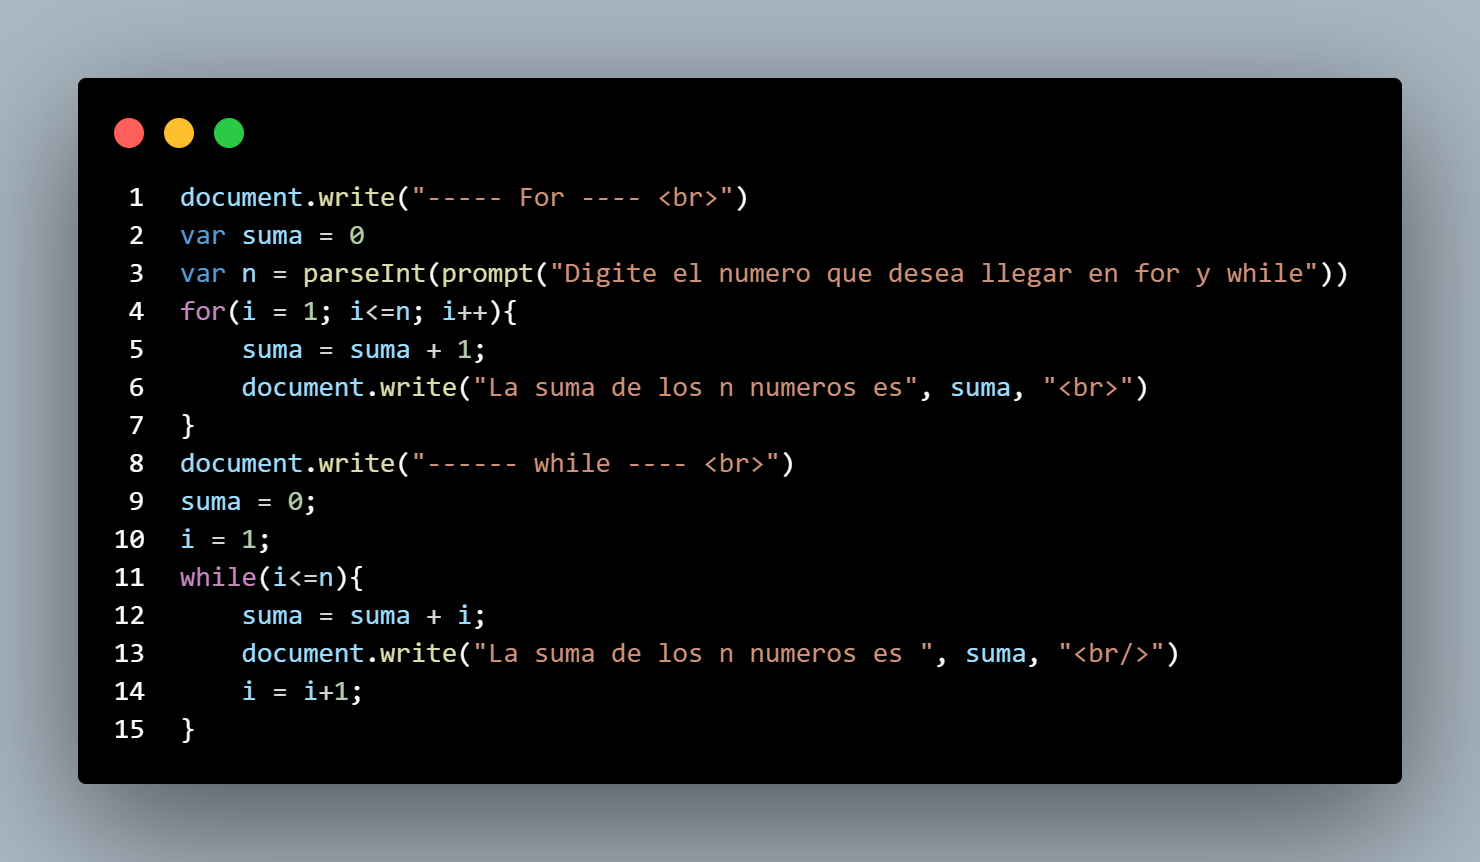 1 document.write("----- For ---- <br>")
2 var suma = 0
3 var n = parseInt(prompt("Digite el numero que desea llegar en for y while"))
4 for(i = 1; i<=n; i++){
5     suma = suma + 1;
6     document.write("La suma de los n numeros es", suma, "<br>")
7 }
8 document.write("------ while ---- <br>")
9 suma = 0;
10 i = 1;
11 while(i<=n){
12     suma = suma + i;
13     document.write("La suma de los n numeros es ", suma, "<br/>")
14     i = i+1;
15 }